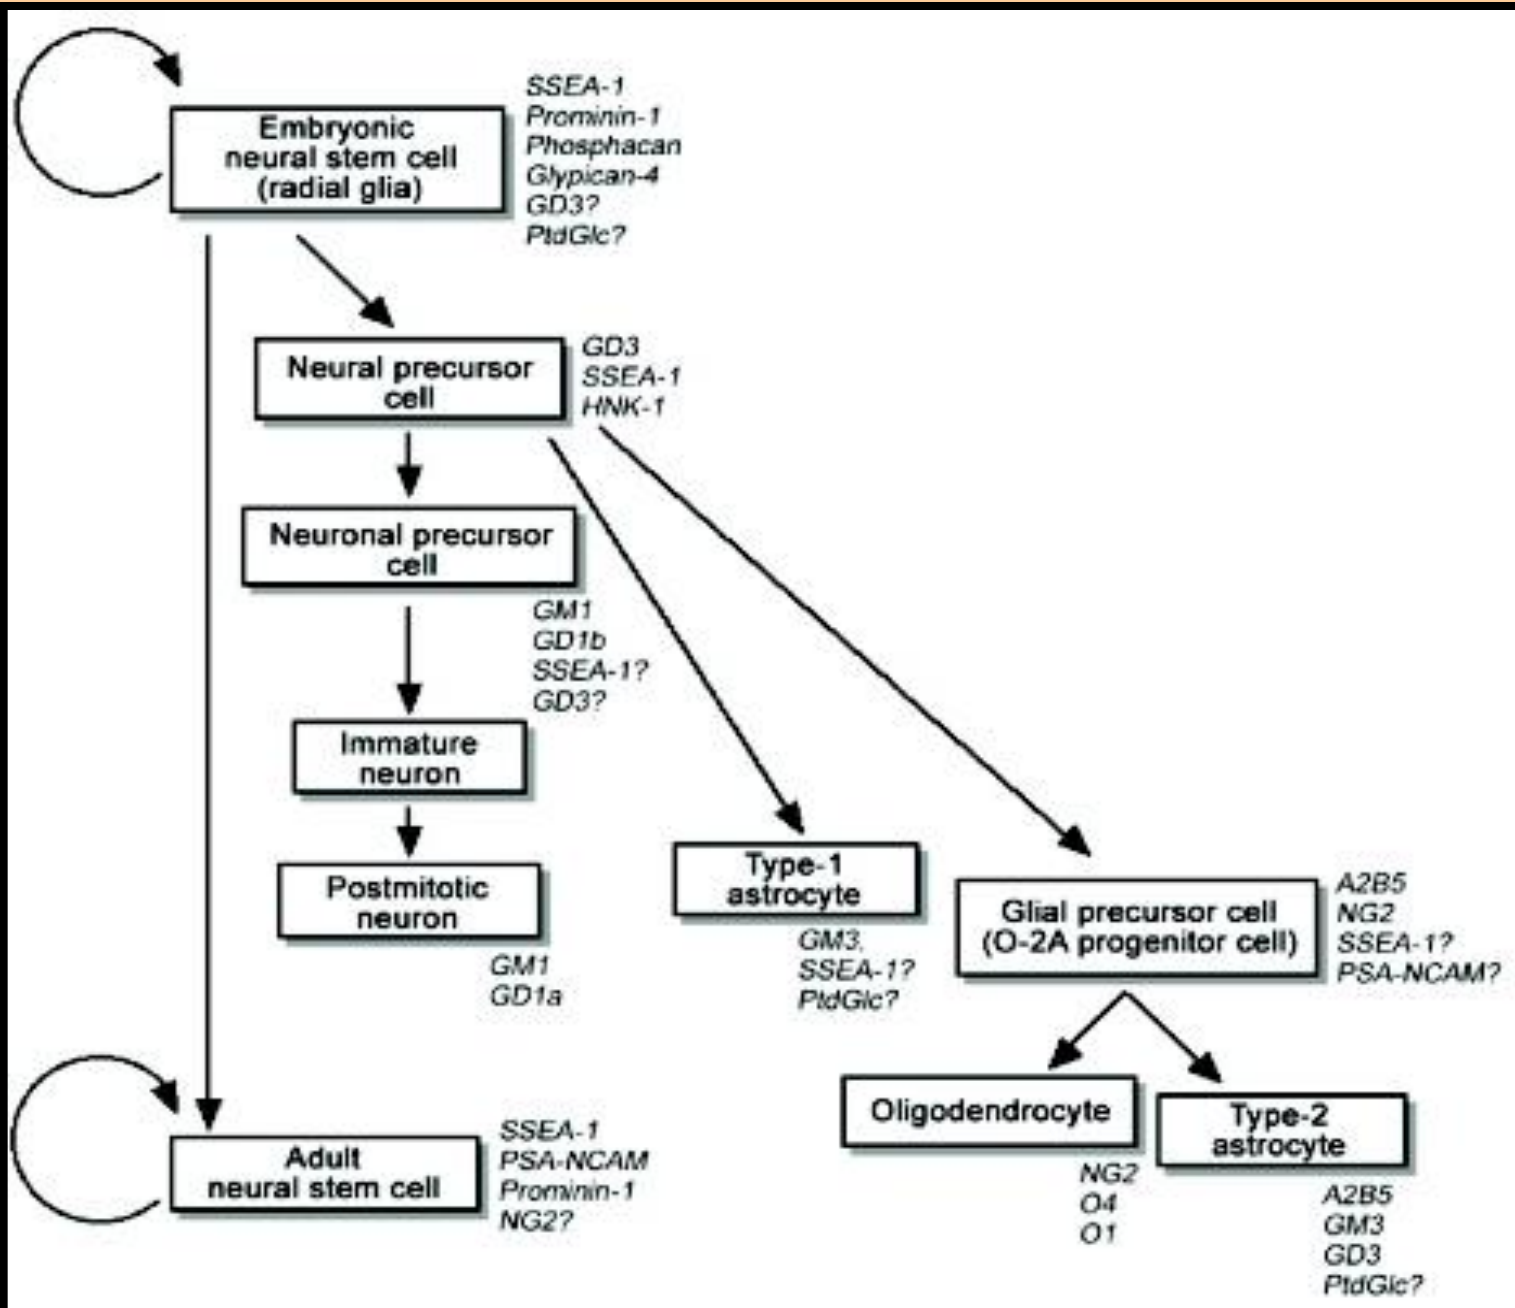 SSEA-1
Prominin-1
Phosphacan
Glypican-4
GD3?
PtdGlc?
Embryonic
neural stem cell
(radial glia)
Neural precursor
cell
GD3
SSEA-1
HNK-1
Neuronal precursor
cell
GM1
GD1b
SSEA-1?
GD3?
Immature
neuron
Postmitotic
neuron
GM1
GD1a
Type-1
astrocyte
GM3,
SSEA-1?
PtdGlc?
Glial precursor cell
(O-2A progenitor cell)
A2B5
NG2
SSEA-1?
PSA-NCAM?
Oligodendrocyte
NG2
O4
O1
Type-2
astrocyte
A2B5
GM3
GD3
PtdGlc?
Adult
neural stem cell
SSEA-1
PSA-NCAM
Prominin-1
NG2?